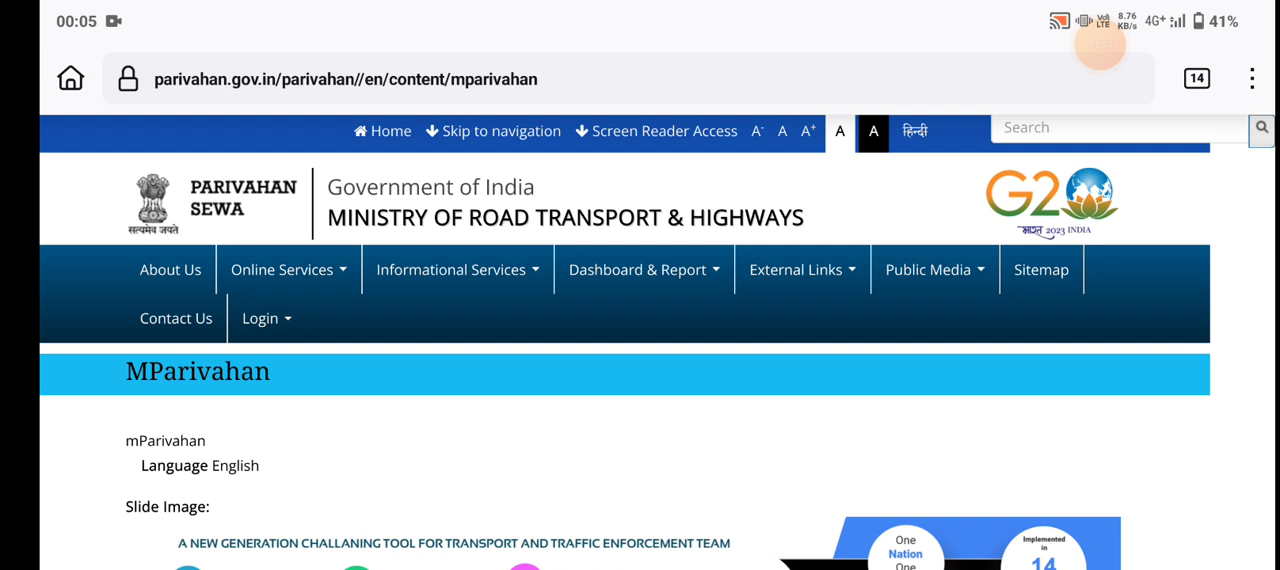 00:05 Vo) LTE 8.76 KB/s 4G+ 41%
parivahan.gov.in/parivahan//en/content/mparivahan 14
Home Skip to navigation Screen Reader Access A- A A+ A A हिन्दी Search
PARIVAHAN SEWA
सत्यमेव जयते
Government of India
MINISTRY OF ROAD TRANSPORT & HIGHWAYS
G20
भारत 2023 INDIA
About Us Online Services Informational Services Dashboard & Report External Links Public Media Sitemap
Contact Us Login
MParivahan
mParivahan
Language English
Slide Image:
A NEW GENERATION CHALLANING TOOL FOR TRANSPORT AND TRAFFIC ENFORCEMENT TEAM
One
Nation
One
Implemented
in
14